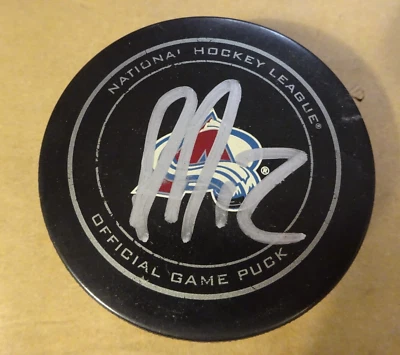 NATIONAL HOCKEY LEAGUE®
®
OFFICIAL GAME PUCK